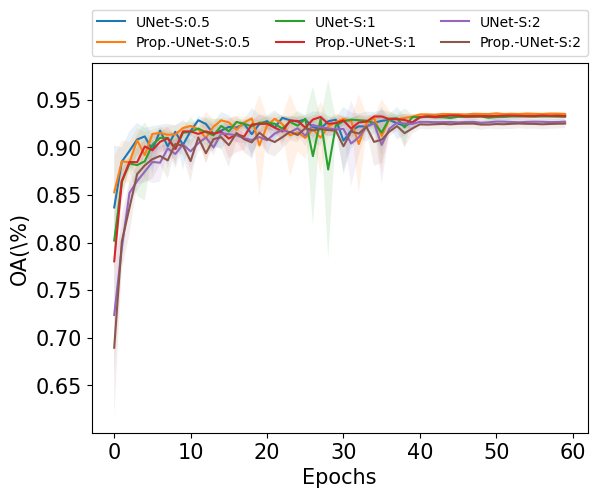 UNet-S:0.5 UNet-S:1 UNet-S:2
Prop.-UNet-S:0.5 Prop.-UNet-S:1 Prop.-UNet-S:2
0.95
0.90
0.85
0.80
0.75
0.70
0.65
OA(\%)
0 10 20 30 40 50 60
Epochs